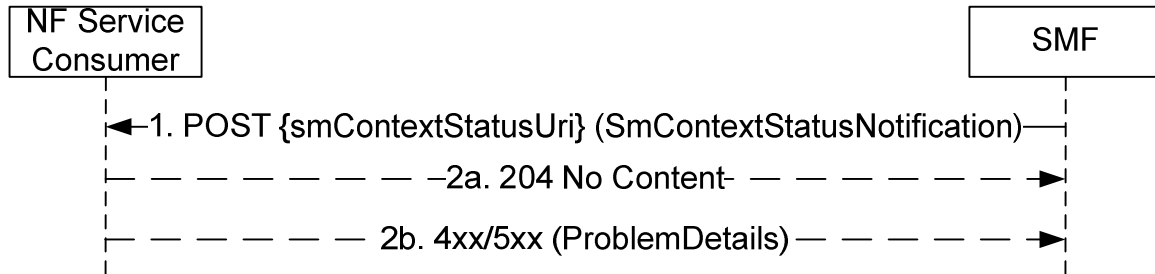 NF Service
Consumer
SMF
1. POST {smContextStatusUri} (SmContextStatusNotification)
2a. 204 No Content
2b. 4xx/5xx (ProblemDetails)